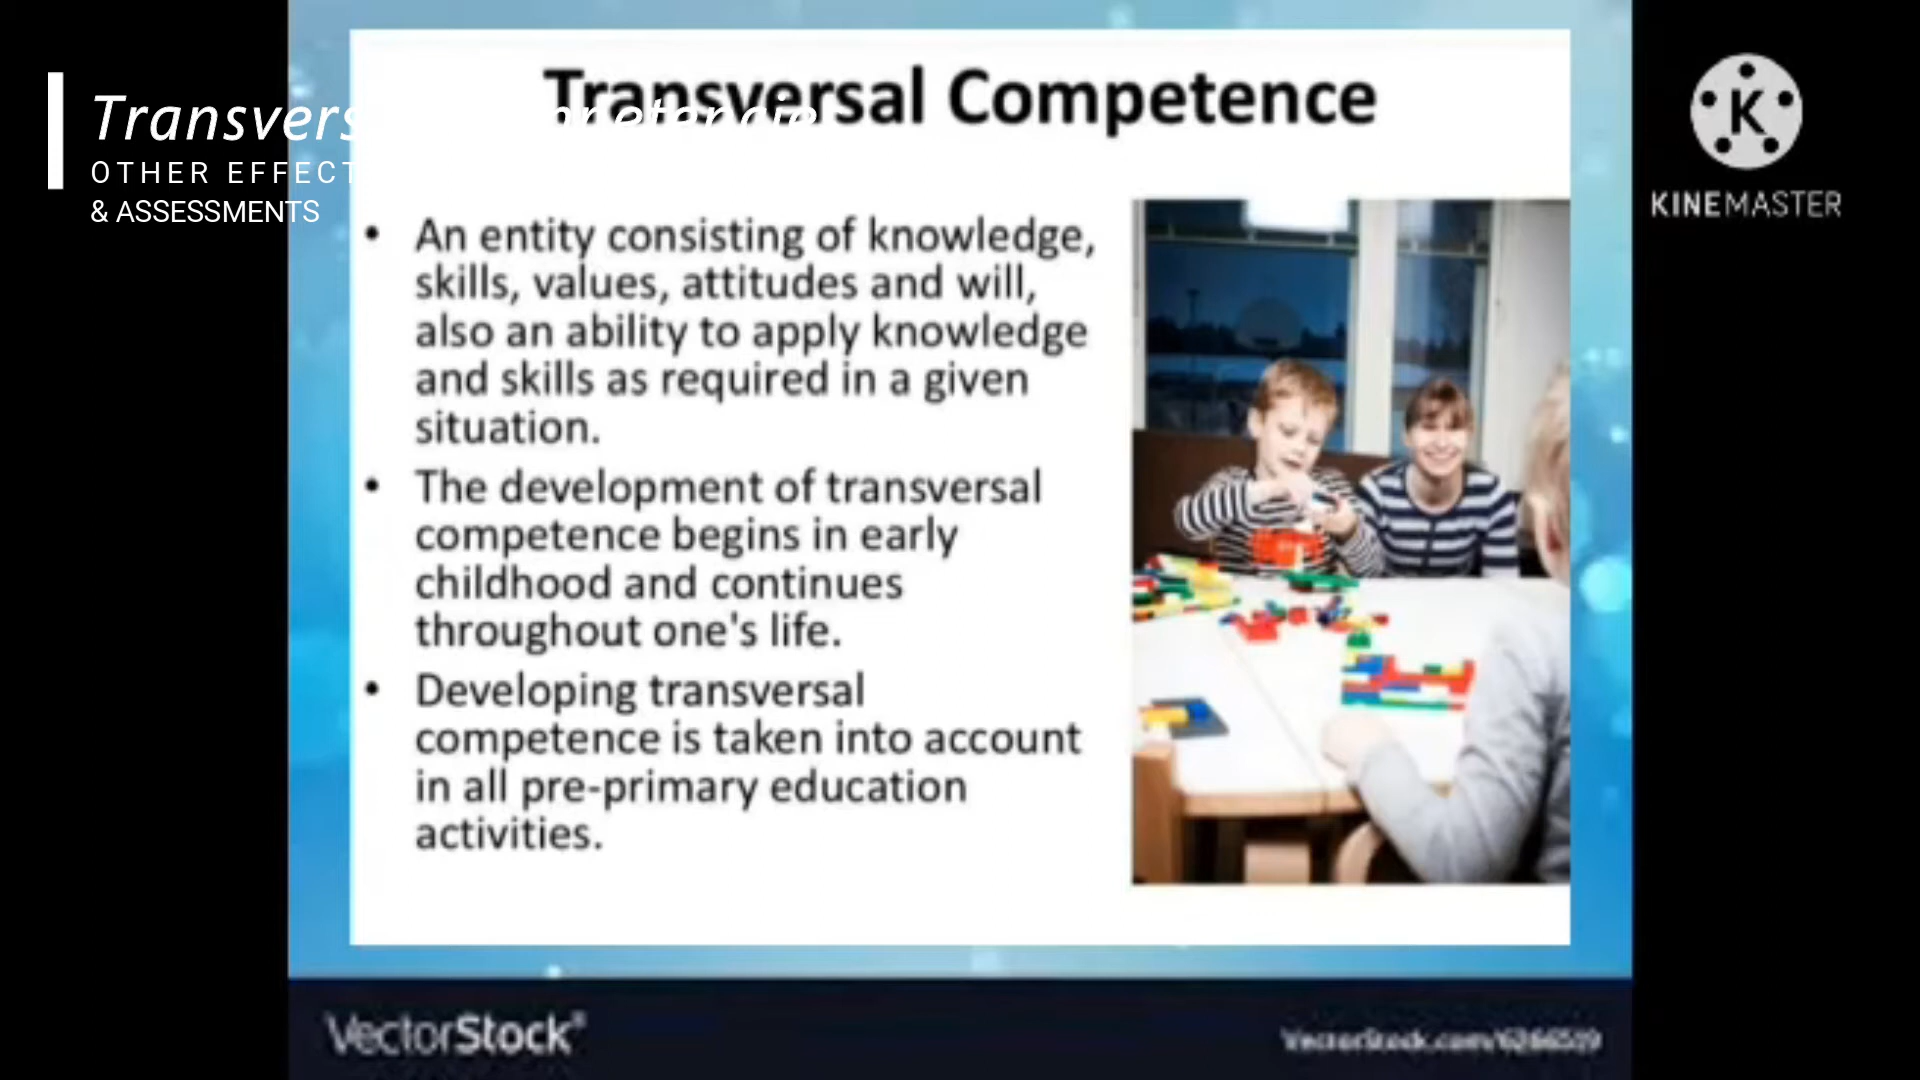 Transversal Competence
Transvers
OTHER EFFECT
& ASSESSMENTS
K
KINEMASTER
• An entity consisting of knowledge,
skills, values, attitudes and will,
also an ability to apply knowledge
and skills as required in a given
situation.
• The development of transversal
competence begins in early
childhood and continues
throughout one's life.
• Developing transversal
competence is taken into account
in all pre-primary education
activities.
VectorStock®